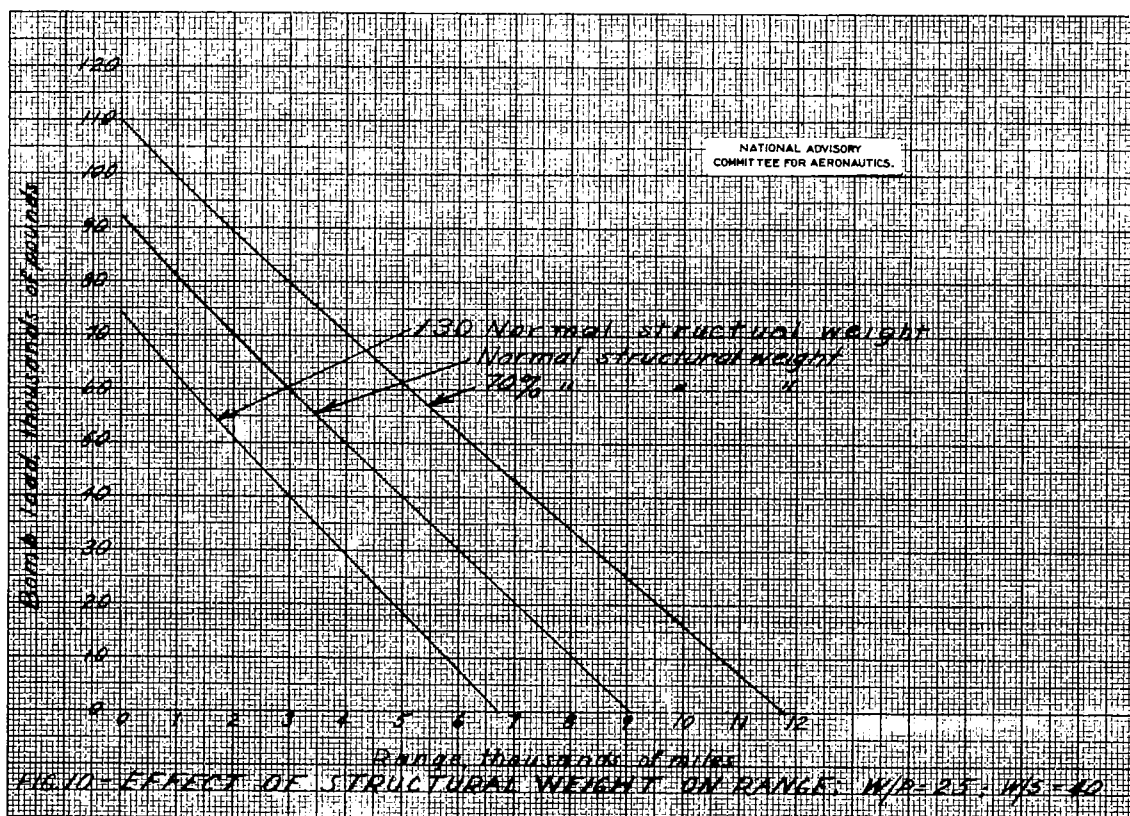 120
110
100
90
80
70
60
50
40
30
20
10
0
Bomb load, thousands of pounds
NATIONAL ADVISORY
COMMITTEE FOR AERONAUTICS.
130 Normal structual weight
Normal structural weight
70% " " "
0 1 2 3 4 5 6 7 8 9 10 11 12
Range, thousands of miles
FIG. 10 - EFFECT OF STRUCTURAL WEIGHT ON RANGE; W/P = 25; W/S = 40